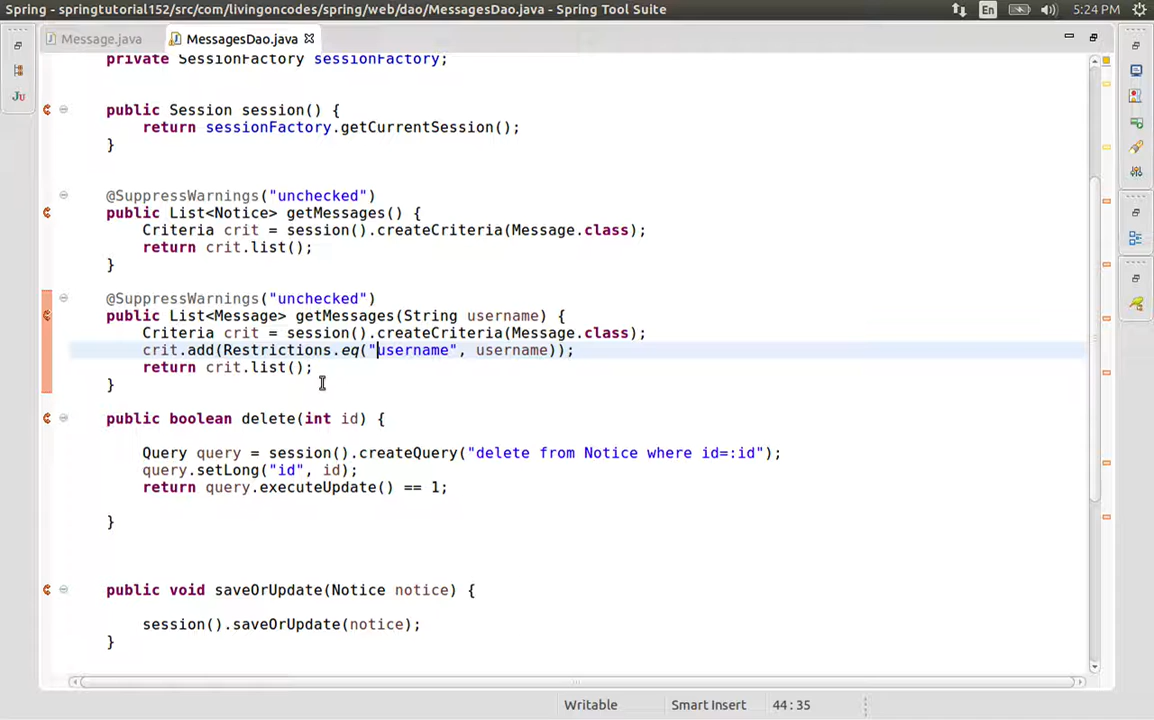 Spring - springtutorial152/src/com/livingoncodes/spring/web/dao/MessagesDao.java - Spring Tool Suite
En
5:24 PM
Message.java
MessagesDao.java
private SessionFactory sessionFactory;
public Session session() {
return sessionFactory.getCurrentSession();
}
@SuppressWarnings("unchecked")
public List<Notice> getMessages() {
Criteria crit = session().createCriteria(Message.class);
return crit.list();
}
@SuppressWarnings("unchecked")
public List<Message> getMessages(String username) {
Criteria crit = session().createCriteria(Message.class);
crit.add(Restrictions.eq("username", username));
return crit.list();
}
public boolean delete(int id) {
Query query = session().createQuery("delete from Notice where id=:id");
query.setLong("id", id);
return query.executeUpdate() == 1;
}
public void saveOrUpdate(Notice notice) {
session().saveOrUpdate(notice);
}
Writable
Smart Insert
44 : 35